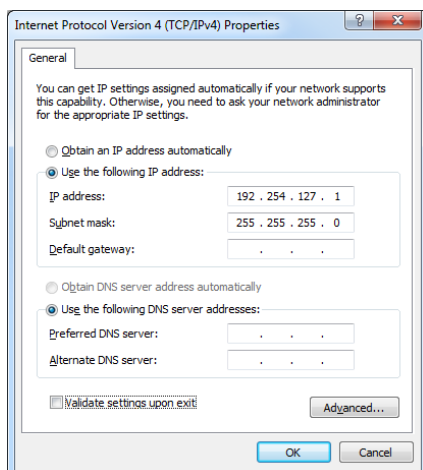 Internet Protocol Version 4 (TCP/IPv4) Properties
General
You can get IP settings assigned automatically if your network supports
this capability. Otherwise, you need to ask your network administrator
for the appropriate IP settings.
Obtain an IP address automatically
Use the following IP address:
IP address: 192 . 254 . 127 . 1
Subnet mask: 255 . 255 . 255 . 0
Default gateway: . . .
Obtain DNS server address automatically
Use the following DNS server addresses:
Preferred DNS server: . . .
Alternate DNS server: . . .
Validate settings upon exit
Advanced...
OK Cancel